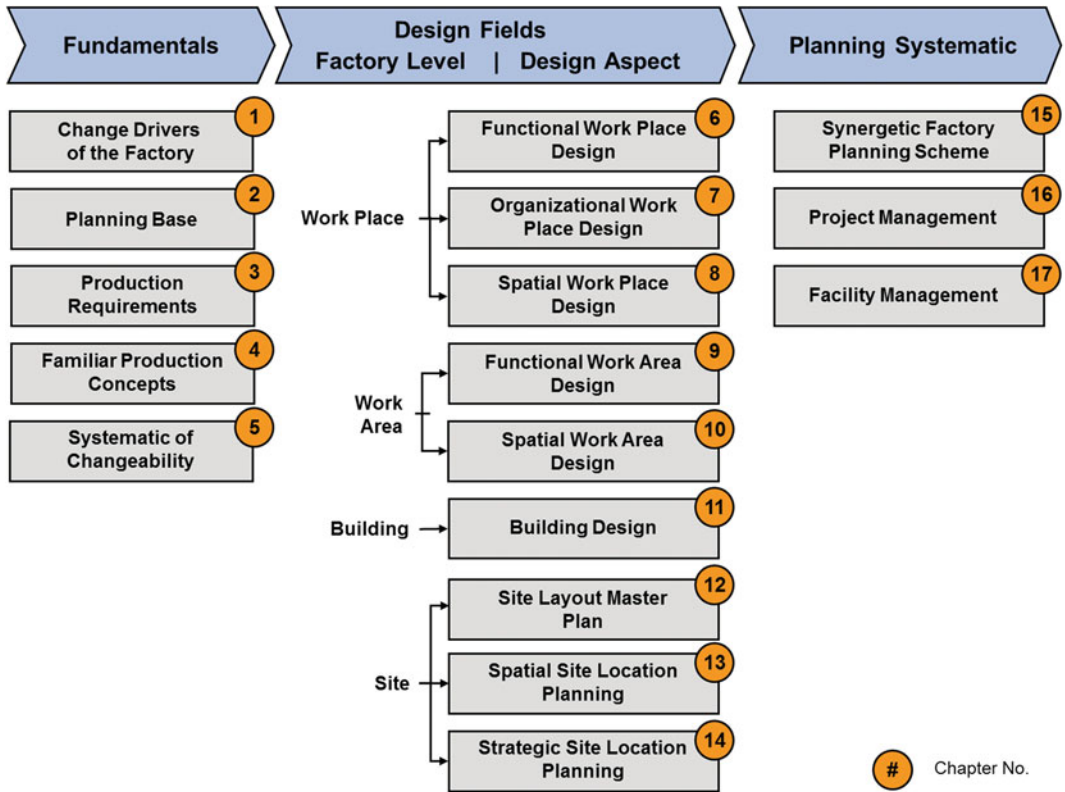 Fundamentals
Design Fields
Factory Level | Design Aspect
Planning Systematic
1
Change Drivers
of the Factory
2
Planning Base
3
Production
Requirements
4
Familiar Production
Concepts
5
Systematic of
Changeability
Work Place
6
Functional Work Place
Design
7
Organizational Work
Place Design
8
Spatial Work Place
Design
Work
Area
9
Functional Work Area
Design
10
Spatial Work Area
Design
Building
11
Building Design
Site
12
Site Layout Master
Plan
13
Spatial Site Location
Planning
14
Strategic Site Location
Planning
15
Synergetic Factory
Planning Scheme
16
Project Management
17
Facility Management
# Chapter No.